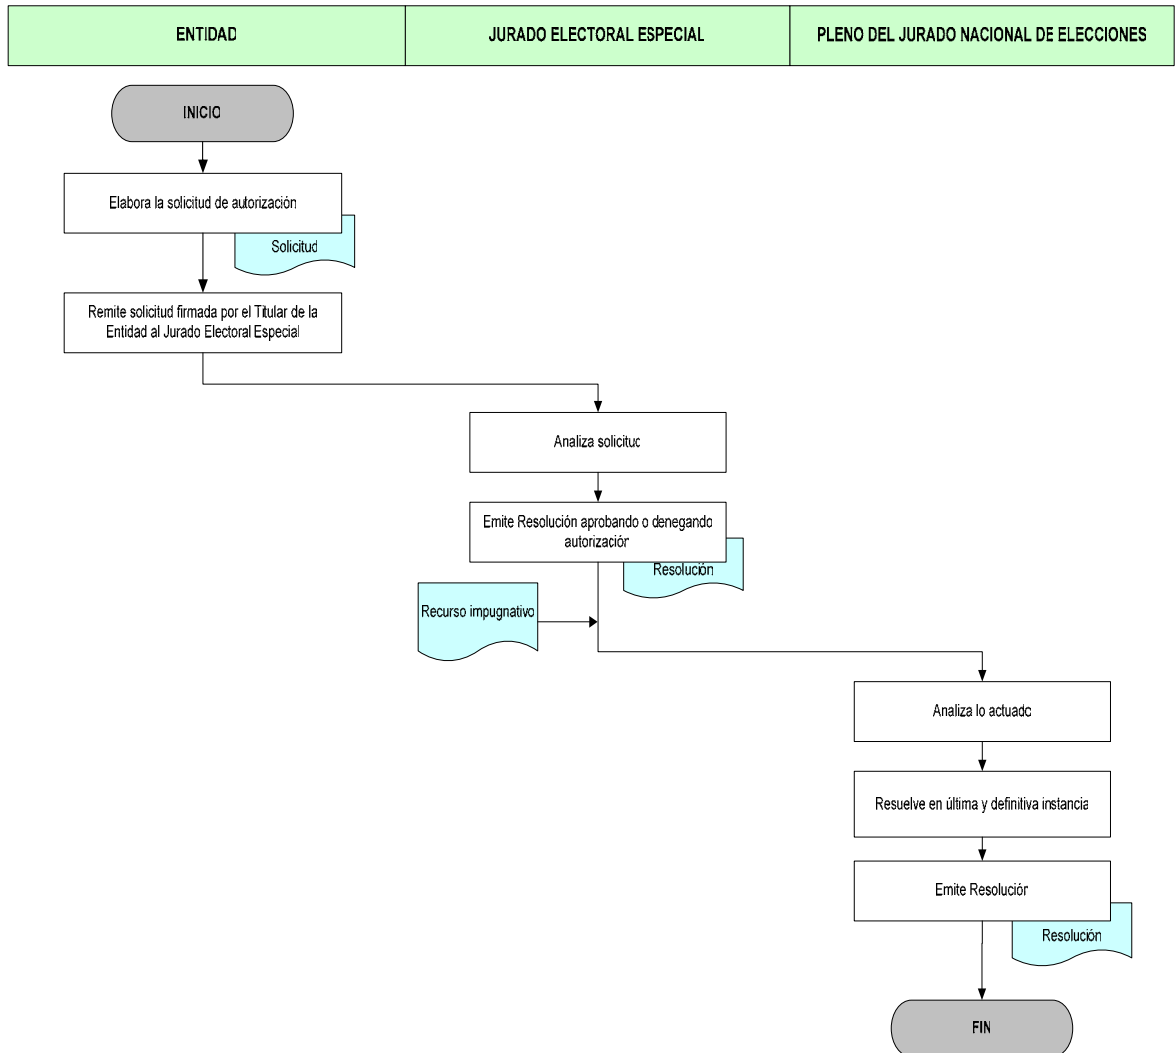 ENTIDAD
JURADO ELECTORAL ESPECIAL
PLENO DEL JURADO NACIONAL DE ELECCIONES
INICIO
Elabora la solicitud de autorización
Solicitud
Remite solicitud firmada por el Titular de la
Entidad al Jurado Electoral Especial
Analiza solicitud
Emite Resolución aprobando o denegando
autorización
Resolución
Recurso impugnativo
Analiza lo actuado
Resuelve en última y definitiva instancia
Emite Resolución
Resolución
FIN